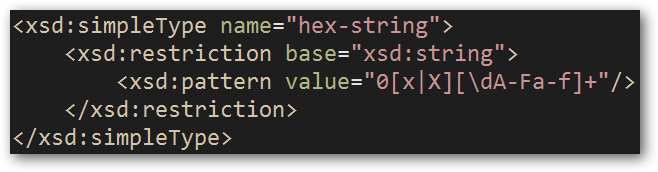 <xsd:simpleType name="hex-string">
    <xsd:restriction base="xsd:string">
        <xsd:pattern value="0[x|X][\dA-Fa-f]+"/>
    </xsd:restriction>
</xsd:simpleType>